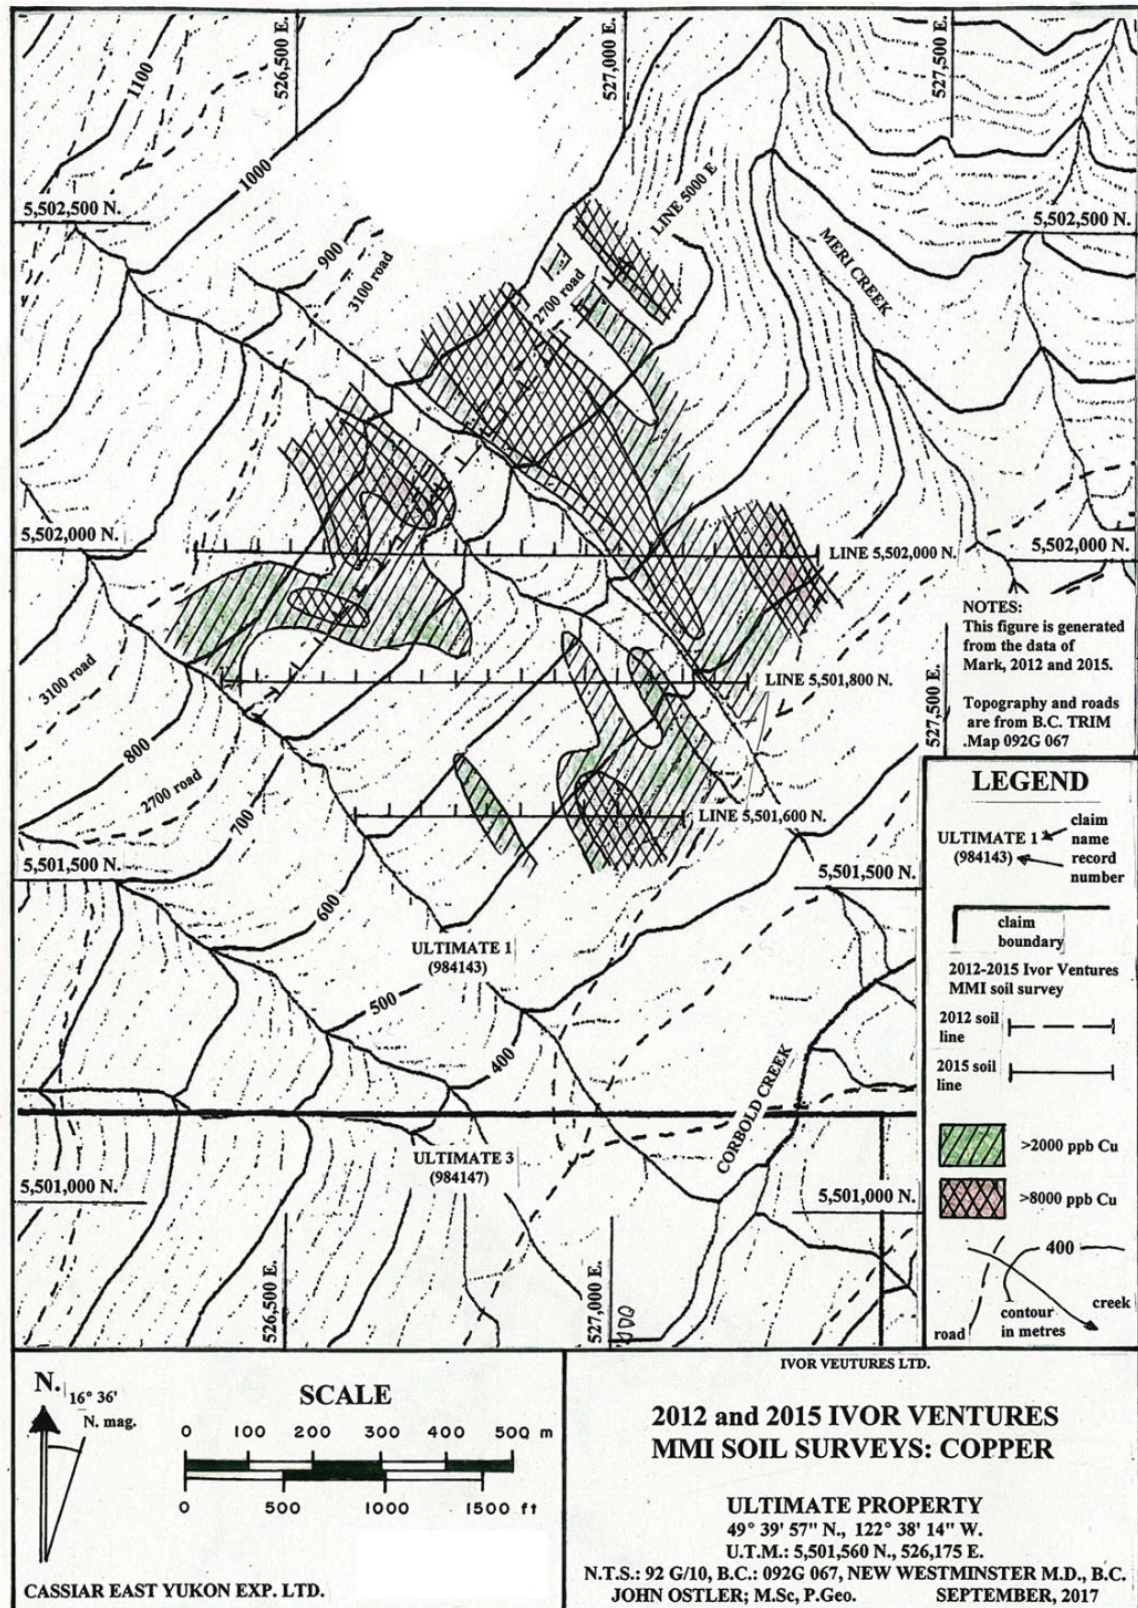 526,500 E.
527,000 E.
527,500 E.
1100
1000
LINE 5000 E
5,502,500 N.
5,502,500 N.
900
3100 road
MERI CREEK
2700 road
5,502,000 N.
LINE 5,502,000 N.
5,502,000 N.
NOTES:
This figure is generated
from the data of
Mark, 2012 and 2015.
Topography and roads
are from B.C. TRIM
.Map 092G 067
3100 road
LINE 5,501,800 N.
527,500 E.
800
2700 road
700
LINE 5,501,600 N.
5,501,500 N.
5,501,500 N.
600
ULTIMATE 1
(984143)
500
400
CORBOLD CREEK
ULTIMATE 3
(984147)
5,501,000 N.
5,501,000 N.
526,500 E.
527,000 E.
LEGEND
ULTIMATE 1
(984143)
claim
name
record
number
claim
boundary
2012-2015 Ivor Ventures
MMI soil survey
2012 soil
line
2015 soil
line
>2000 ppb Cu
>8000 ppb Cu
400
contour
in metres
creek
road
N.
16° 36'
N. mag.
SCALE
0 100 200 300 400 500 m
0 500 1000 1500 ft
CASSIAR EAST YUKON EXP. LTD.
IVOR VEUTURES LTD.
2012 and 2015 IVOR VENTURES
MMI SOIL SURVEYS: COPPER
ULTIMATE PROPERTY
49° 39' 57" N., 122° 38' 14" W.
U.T.M.: 5,501,560 N., 526,175 E.
N.T.S.: 92 G/10, B.C.: 092G 067, NEW WESTMINSTER M.D., B.C.
JOHN OSTLER; M.Sc, P.Geo. SEPTEMBER, 2017